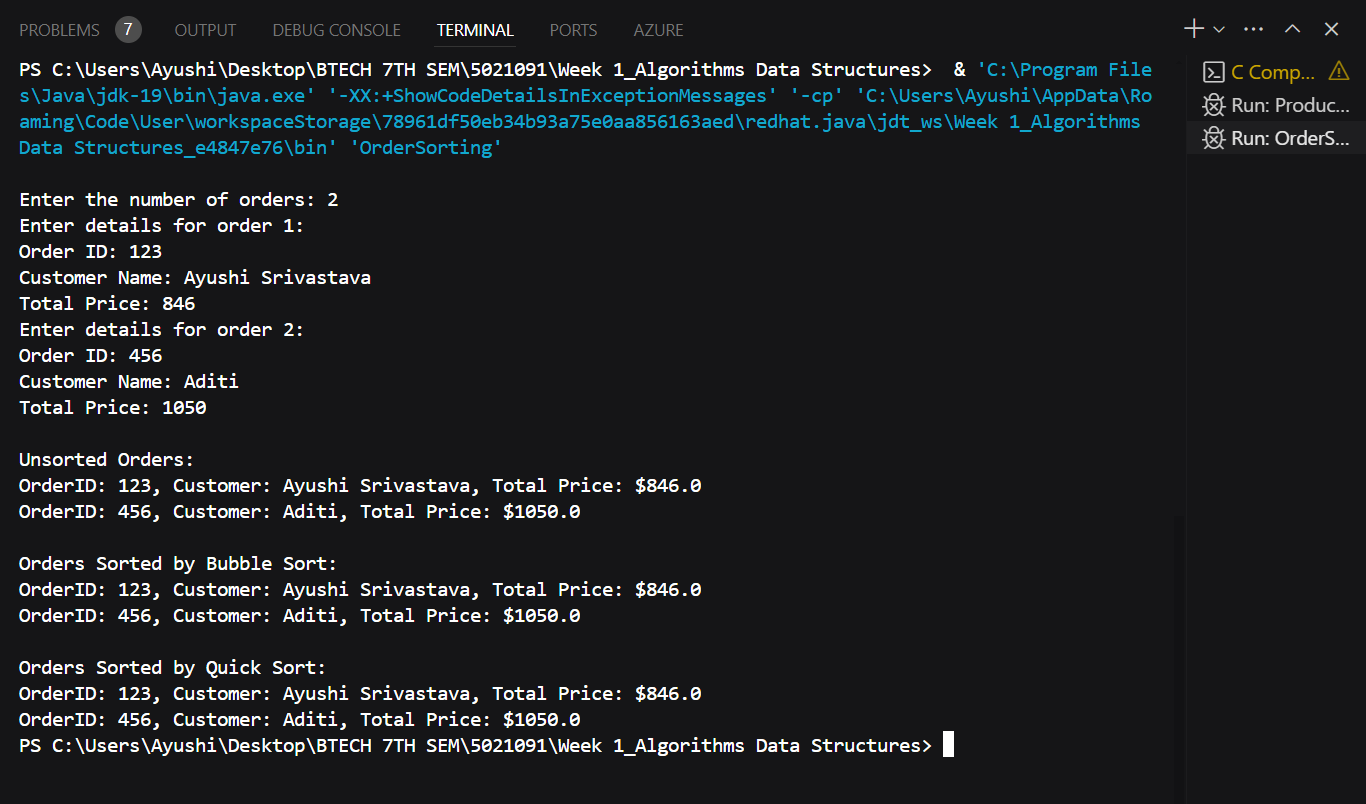 PROBLEMS 7 OUTPUT DEBUG CONSOLE TERMINAL PORTS AZURE
PS C:\Users\Ayushi\Desktop\BTECH 7TH SEM\5021091\Week 1_Algorithms Data Structures>  & 'C:\Program File
s\Java\jdk-19\bin\java.exe' '-XX:+ShowCodeDetailsInExceptionMessages' '-cp' 'C:\Users\Ayushi\AppData\Ro
aming\Code\User\workspaceStorage\78961df50eb34b93a75e0aa856163aed\redhat.java\jdt_ws\Week 1_Algorithms
Data Structures_e4847e76\bin' 'OrderSorting'
Enter the number of orders: 2
Enter details for order 1:
Order ID: 123
Customer Name: Ayushi Srivastava
Total Price: 846
Enter details for order 2:
Order ID: 456
Customer Name: Aditi
Total Price: 1050
Unsorted Orders:
OrderID: 123, Customer: Ayushi Srivastava, Total Price: $846.0
OrderID: 456, Customer: Aditi, Total Price: $1050.0
Orders Sorted by Bubble Sort:
OrderID: 123, Customer: Ayushi Srivastava, Total Price: $846.0
OrderID: 456, Customer: Aditi, Total Price: $1050.0
Orders Sorted by Quick Sort:
OrderID: 123, Customer: Ayushi Srivastava, Total Price: $846.0
OrderID: 456, Customer: Aditi, Total Price: $1050.0
PS C:\Users\Ayushi\Desktop\BTECH 7TH SEM\5021091\Week 1_Algorithms Data Structures>
C Comp...
Run: Produc...
Run: OrderS...